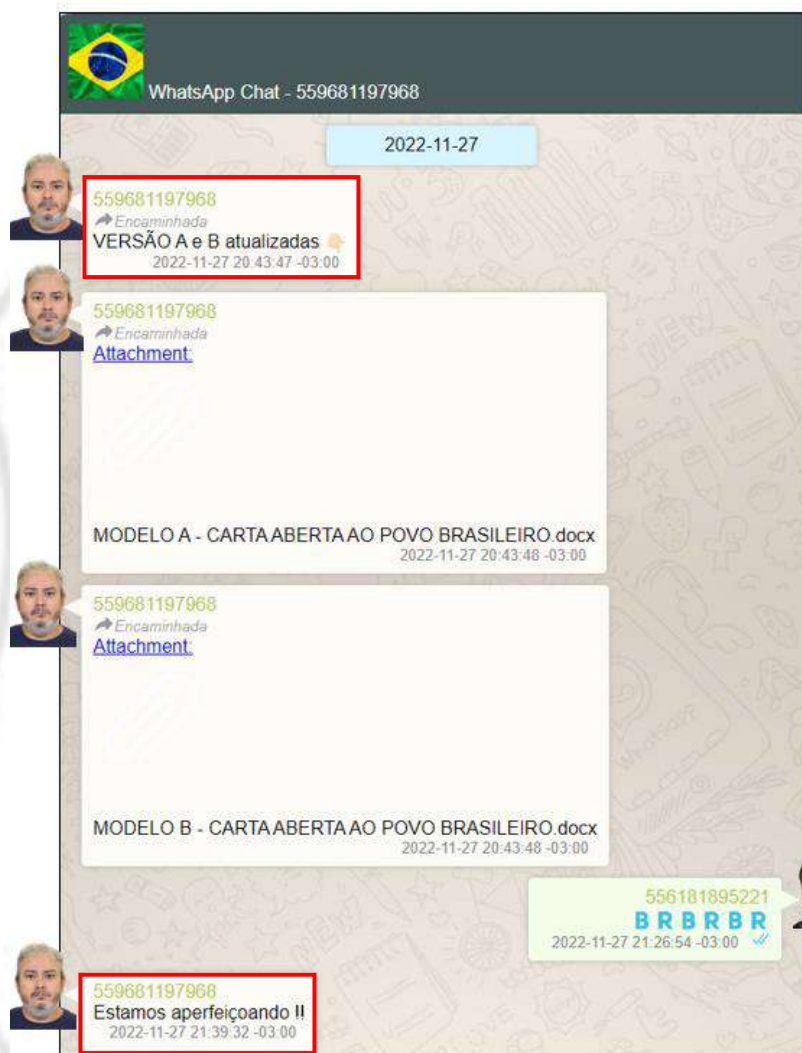 WhatsApp Chat - 559681197968
2022-11-27
559681197968
Encaminhada
VERSÃO A e B atualizadas 👇🏻
2022-11-27 20:43:47 -03:00
559681197968
Encaminhada
Attachment:
MODELO A - CARTA ABERTA AO POVO BRASILEIRO.docx
2022-11-27 20:43:48 -03:00
559681197968
Encaminhada
Attachment:
MODELO B - CARTA ABERTA AO POVO BRASILEIRO.docx
2022-11-27 20:43:48 -03:00
556181895221
B R B R B R
2022-11-27 21:26:54 -03:00
559681197968
Estamos aperfeiçoando !!
2022-11-27 21:39:32 -03:00